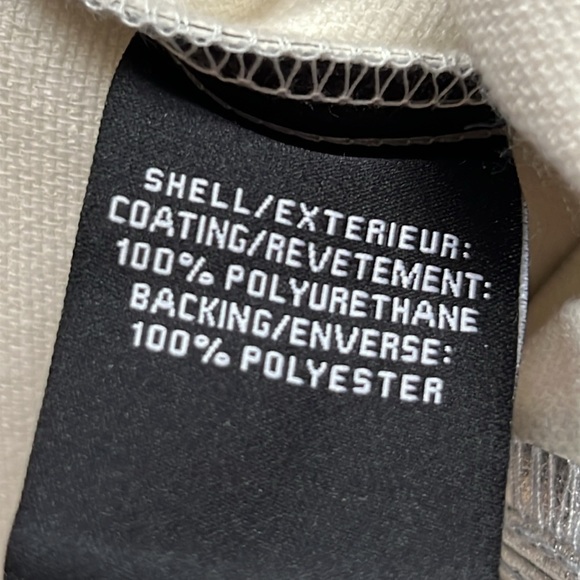 SHELL/EXTERIEUR:
COATING/REVETEMENT:
100% POLYURETHANE
BACKING/ENVERSE:
100% POLYESTER